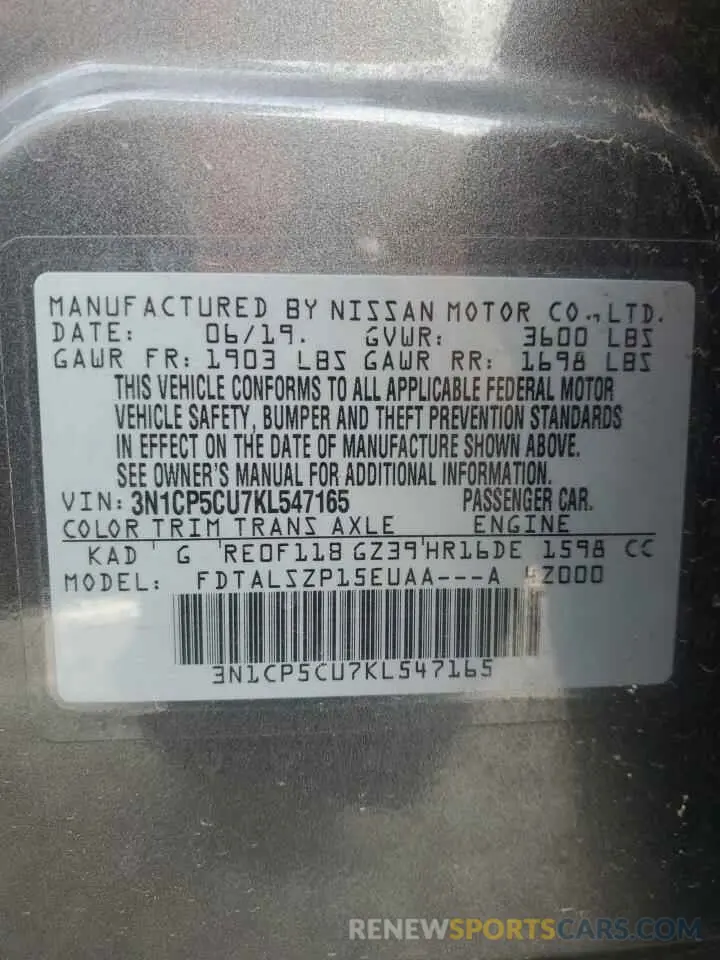 MANUFACTURED BY NISSAN MOTOR CO., LTD.
DATE: 06/19. GVWR: 3600 LBS
GAWR FR: 1903 LBS GAWR RR: 1698 LBS
THIS VEHICLE CONFORMS TO ALL APPLICABLE FEDERAL MOTOR
VEHICLE SAFETY, BUMPER AND THEFT PREVENTION STANDARDS
IN EFFECT ON THE DATE OF MANUFACTURE SHOWN ABOVE.
SEE OWNER'S MANUAL FOR ADDITIONAL INFORMATION.
VIN: 3N1CP5CU7KL547165 PASSENGER CAR.
COLOR TRIM TRANS AXLE ENGINE
KAD G RE0F11B GZ39 HR16DE 1598 CC
MODEL: FDTALSZP15EUAA---A
3N1CP5CU7KL547165
RENEWSPORTSCARS.COM